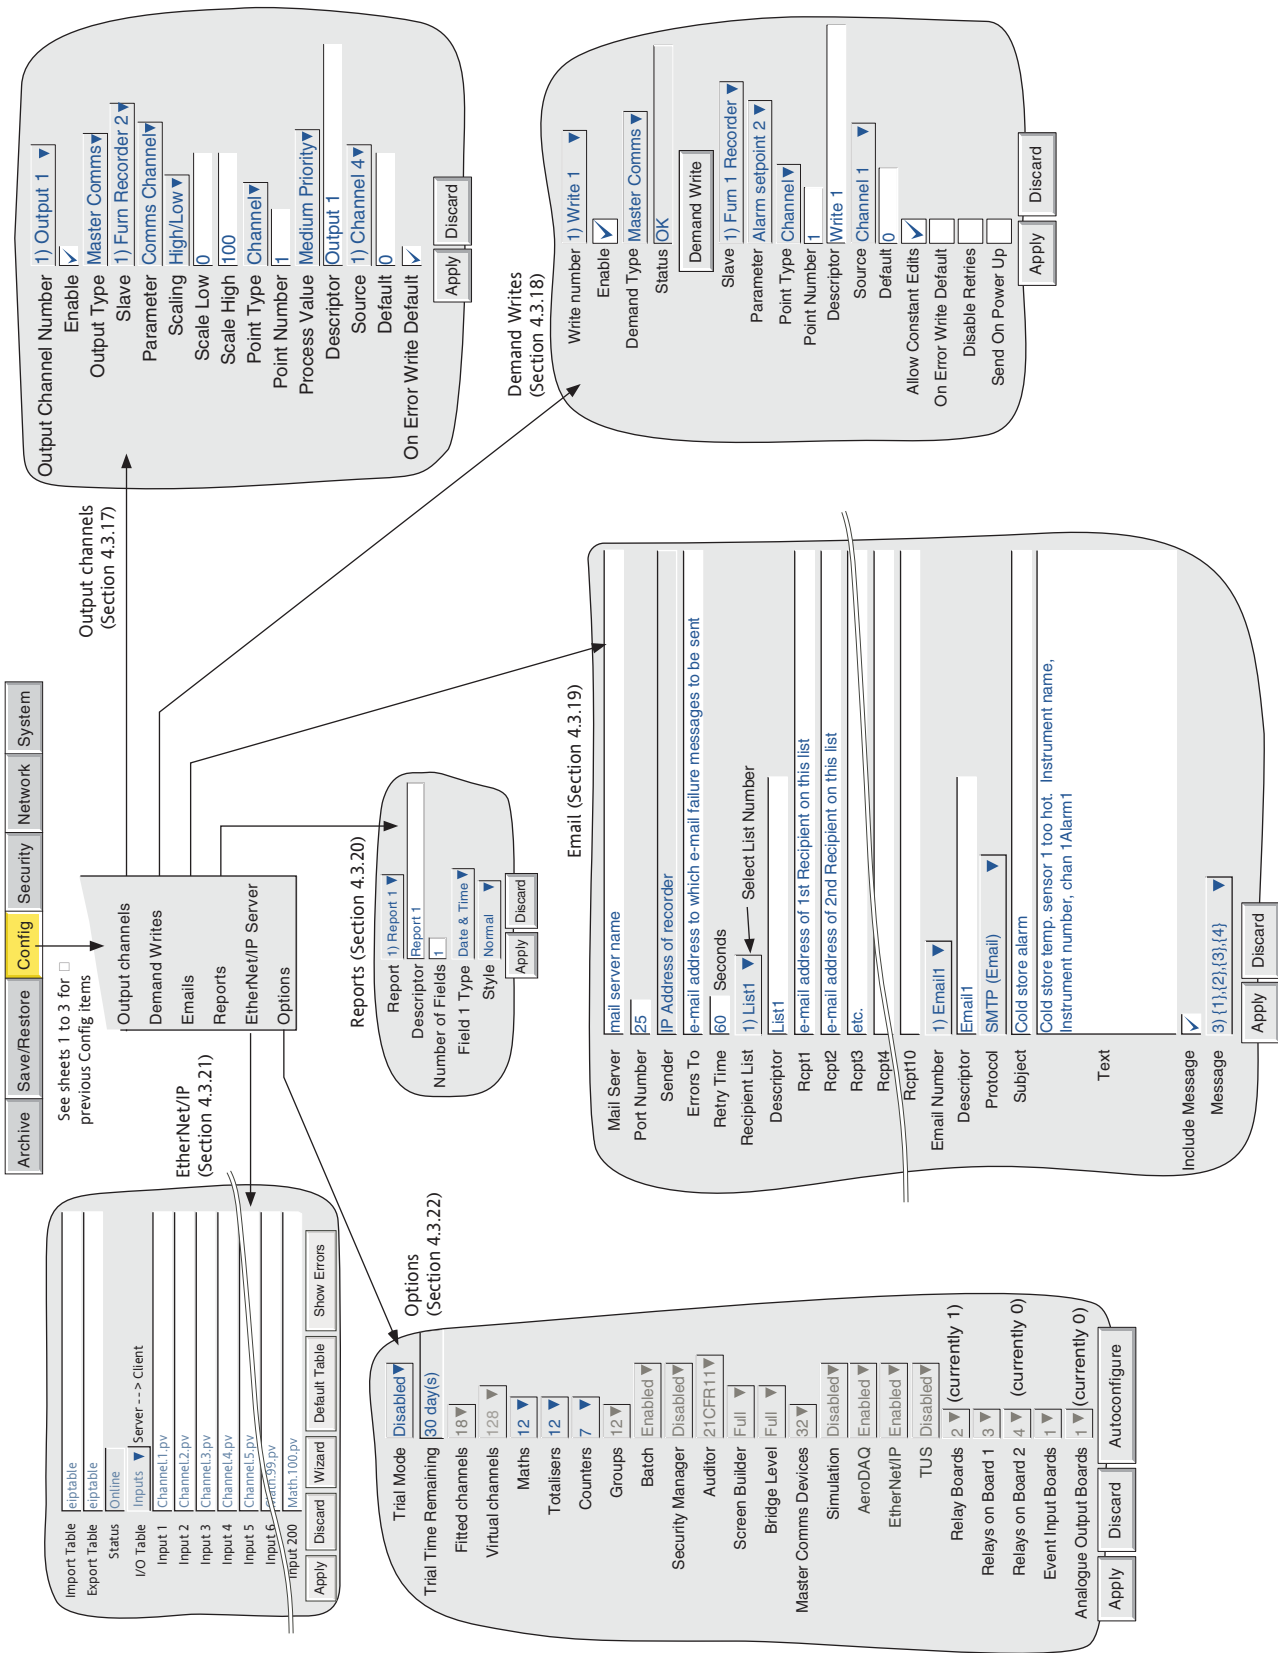 Archive
Save/Restore
Config
Security
Network
System
See sheets 1 to 3 for □
previous Config items
Output channels
Demand Writes
Emails
Reports
EtherNet/IP Server
Options
EtherNet/IP
(Section 4.3.21)
Import Table eiptable
Export Table eiptable
Status Online
I/O Table Inputs ▼ Server - - > Client
Input 1 Channel.1.pv
Input 2 Channel.2.pv
Input 3 Channel.3.pv
Input 4 Channel.4.pv
Input 5 Channel.5.pv
Input 6 Math.99.pv
Input 200 Math.100.pv
Apply Discard Wizard Default Table Show Errors
Options
(Section 4.3.22)
Trial Mode Disabled▼
Trial Time Remaining 30 day(s)
Fitted channels 18▼
Virtual channels 128 ▼
Maths 12 ▼
Totalisers 12 ▼
Counters 7 ▼
Groups 12▼
Batch Enabled▼
Security Manager Disabled▼
Auditor 21CFR11▼
Screen Builder Full ▼
Bridge Level Full ▼
Master Comms Devices 32▼
Simulation Disabled▼
AeroDAQ Enabled▼
EtherNet/IP Enabled▼
TUS Disabled▼
Relay Boards 2 ▼ (currently 1)
Relays on Board 1 3 ▼
Relays on Board 2 4 ▼ (currently 0)
Event Input Boards 1 ▼
Analogue Output Boards 1 ▼ (currently 0)
Apply Discard Autoconfigure
Reports (Section 4.3.20)
Report 1) Report 1 ▼
Descriptor Report 1
Number of Fields 1
Field 1 Type Date & Time ▼
Style Normal ▼
Apply Discard
Email (Section 4.3.19)
Mail Server mail server name
Port Number 25
Sender IP Address of recorder
Errors To e-mail address to which e-mail failure messages to be sent
Retry Time 60 Seconds
Recipient List 1) List1 ▼ Select List Number
Descriptor List1
Rcpt1 e-mail address of 1st Recipient on this list
Rcpt2 e-mail address of 2nd Recipient on this list
Rcpt3 etc.
Rcpt4
Rcpt10
Email Number 1) Email1 ▼
Descriptor Email1
Protocol SMTP (Email) ▼
Subject Cold store alarm
Text Cold store temp. sensor 1 too hot. Instrument name,
Instrument number, chan 1Alarm1
Include Message ✓
Message 3) {1},{2},{3},{4} ▼
Apply Discard
Output channels
(Section 4.3.17)
Output Channel Number 1) Output 1 ▼
Enable ✓
Output Type Master Comms▼
Slave 1) Furn Recorder 2▼
Parameter Comms Channel▼
Scaling High/Low▼
Scale Low 0
Scale High 100
Point Type Channel▼
Point Number 1
Process Value Medium Priority▼
Descriptor Output 1
Source 1) Channel 4▼
Default 0
On Error Write Default ✓
Apply Discard
Demand Writes
(Section 4.3.18)
Write number 1) Write 1 ▼
Enable ✓
Demand Type Master Comms ▼
Status OK
Demand Write
Slave 1) Furn 1 Recorder ▼
Parameter Alarm setpoint 2 ▼
Point Type Channel▼
Point Number 1
Descriptor Write 1
Source Channel 1 ▼
Default 0
Allow Constant Edits ✓
On Error Write Default
Disable Retries
Send On Power Up
Apply Discard